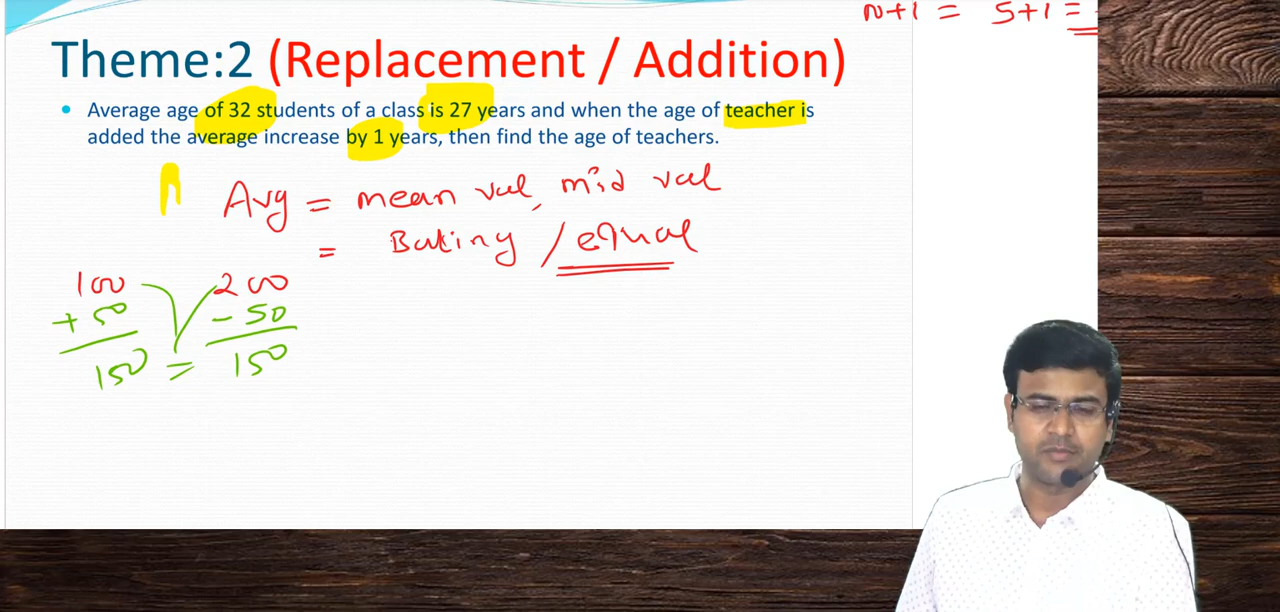 n+1 = 5+1 =
Theme:2 (Replacement / Addition)
• Average age of 32 students of a class is 27 years and when the age of teacher is
added the average increase by 1 years, then find the age of teachers.
Avg = mean val, mid val
= / equal
100 200
+ 50 - 50
150 = 150